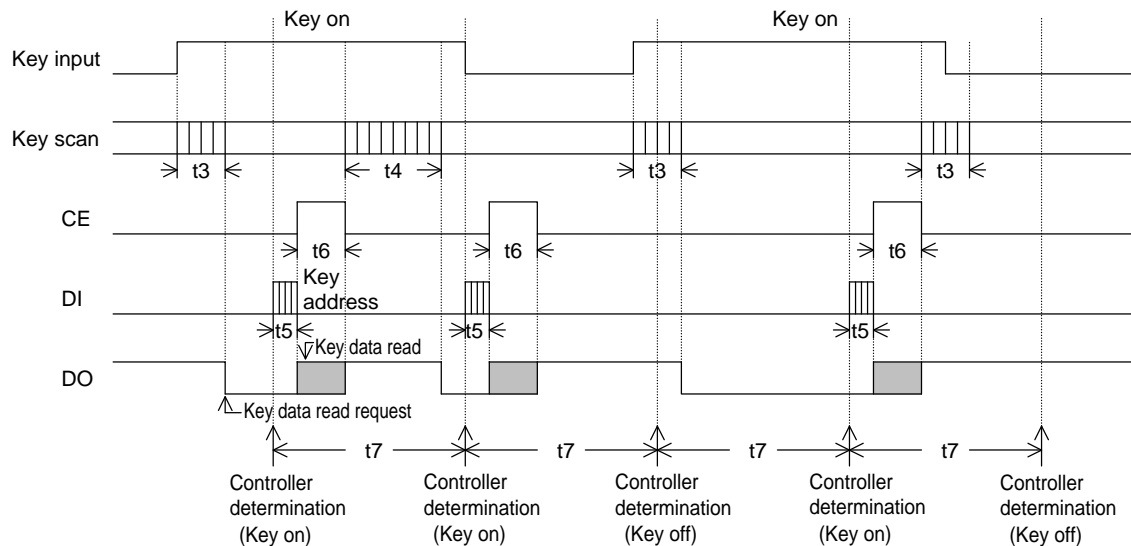 Key on Key on
Key input
Key scan
t3 t4 t3 t3
CE
t6 t6 t6
Key
address
DI
t5 t5 t5
Key data read
DO
Key data read request
t7 t7 t7 t7
Controller Controller Controller Controller Controller
determination determination determination determination determination
(Key on) (Key on) (Key off) (Key on) (Key off)